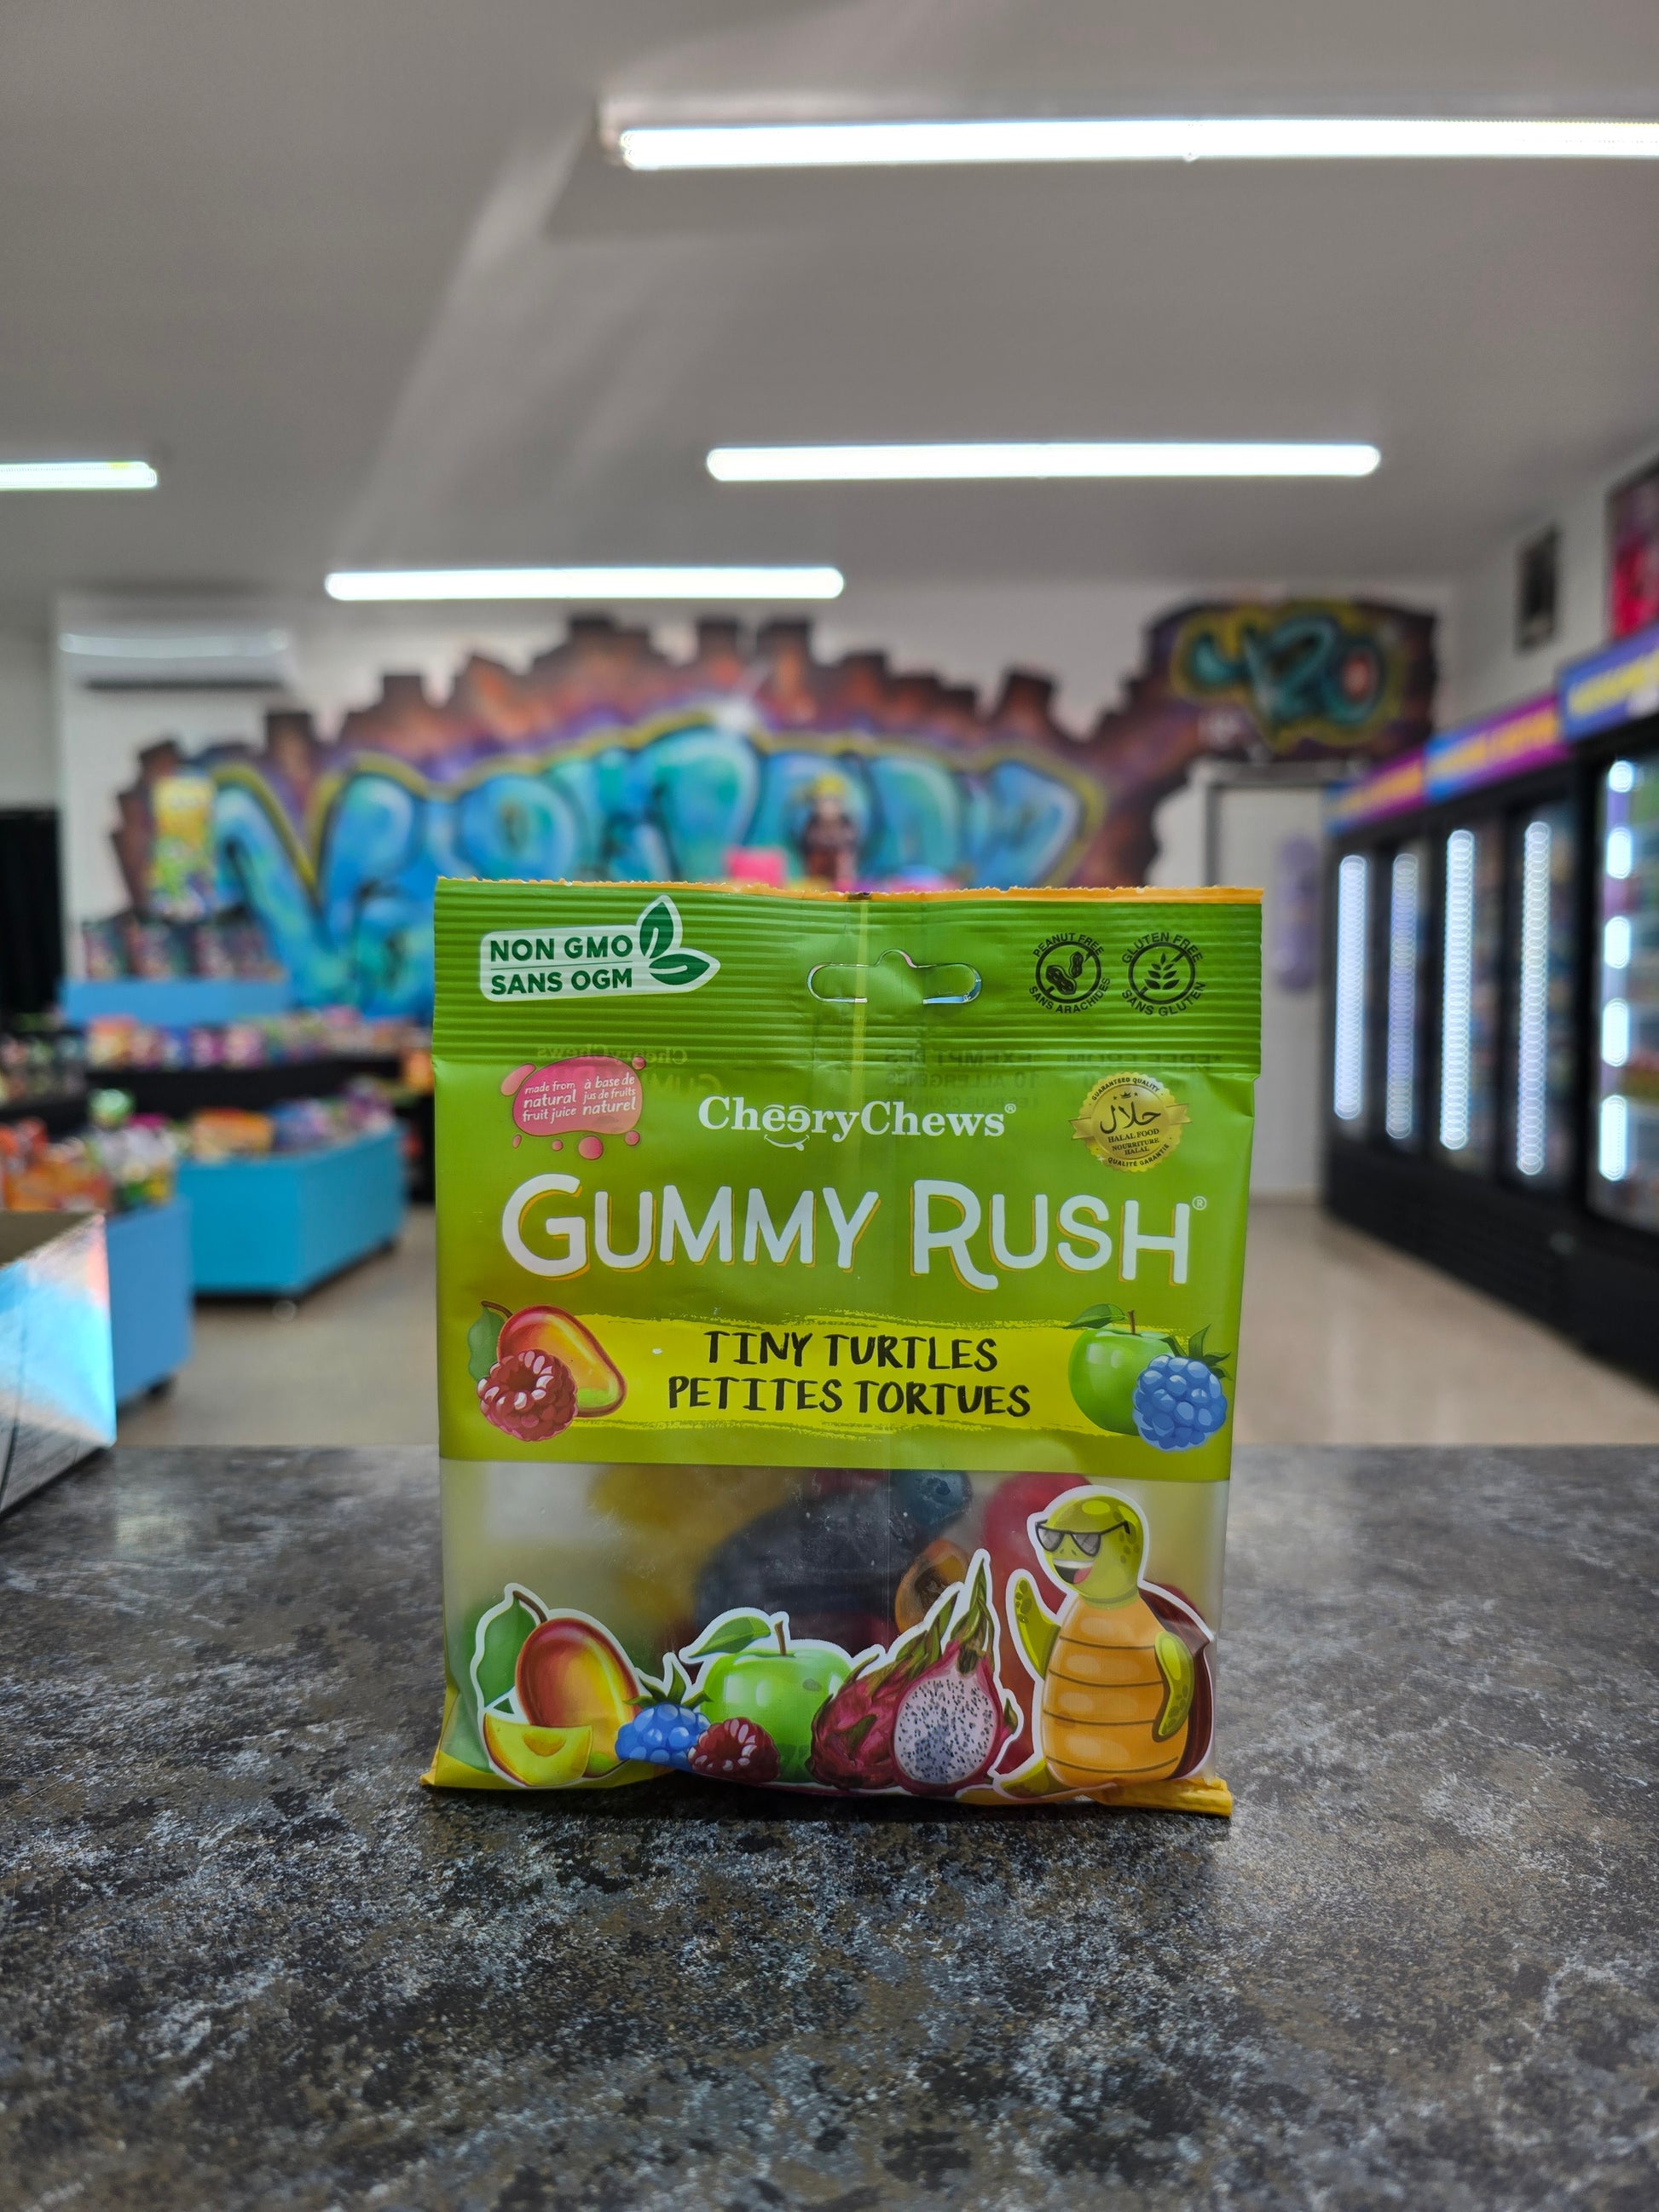 420
NON GMO
SANS OGM
PEANUT FREE
SANS ARACHIDES
GLUTEN FREE
SANS GLUTEN
made from
natural
fruit juice
à base de
jus de fruits
naturel
CheeryChews®
GUARANTEED QUALITY
حلال
HALAL FOOD
NOURRITURE
HALAL
QUALITÉ GARANTIE
GUMMY RUSH®
TINY TURTLES
PETITES TORTUES